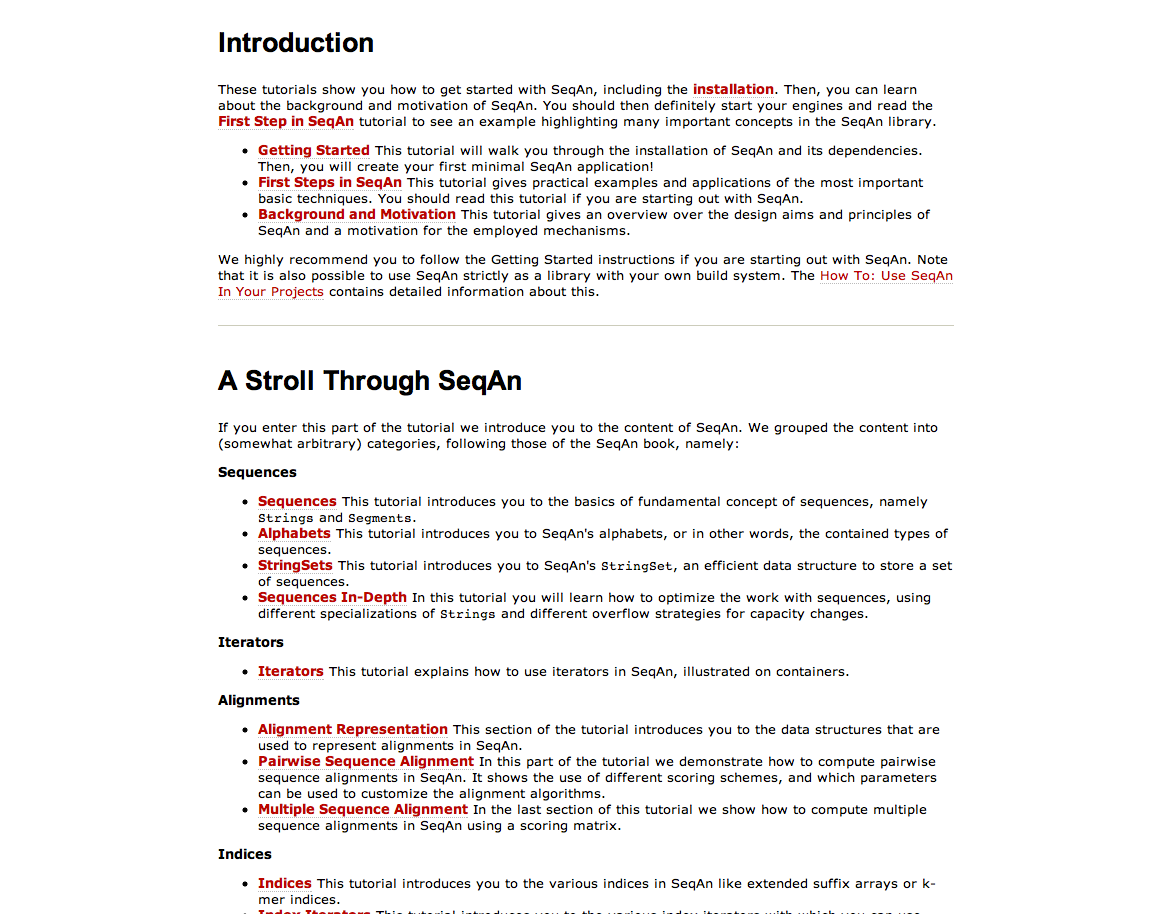 Introduction
These tutorials show you how to get started with SeqAn, including the installation. Then, you can learn
about the background and motivation of SeqAn. You should then definitely start your engines and read the
First Step in SeqAn tutorial to see an example highlighting many important concepts in the SeqAn library.
• Getting Started This tutorial will walk you through the installation of SeqAn and its dependencies.
Then, you will create your first minimal SeqAn application!
• First Steps in SeqAn This tutorial gives practical examples and applications of the most important
basic techniques. You should read this tutorial if you are starting out with SeqAn.
• Background and Motivation This tutorial gives an overview over the design aims and principles of
SeqAn and a motivation for the employed mechanisms.
We highly recommend you to follow the Getting Started instructions if you are starting out with SeqAn. Note
that it is also possible to use SeqAn strictly as a library with your own build system. The How To: Use SeqAn
In Your Projects contains detailed information about this.
A Stroll Through SeqAn
If you enter this part of the tutorial we introduce you to the content of SeqAn. We grouped the content into
(somewhat arbitrary) categories, following those of the SeqAn book, namely:
Sequences
• Sequences This tutorial introduces you to the basics of fundamental concept of sequences, namely
Strings and Segments.
• Alphabets This tutorial introduces you to SeqAn's alphabets, or in other words, the contained types of
sequences.
• StringSets This tutorial introduces you to SeqAn's StringSet, an efficient data structure to store a set
of sequences.
• Sequences In-Depth In this tutorial you will learn how to optimize the work with sequences, using
different specializations of Strings and different overflow strategies for capacity changes.
Iterators
• Iterators This tutorial explains how to use iterators in SeqAn, illustrated on containers.
Alignments
• Alignment Representation This section of the tutorial introduces you to the data structures that are
used to represent alignments in SeqAn.
• Pairwise Sequence Alignment In this part of the tutorial we demonstrate how to compute pairwise
sequence alignments in SeqAn. It shows the use of different scoring schemes, and which parameters
can be used to customize the alignment algorithms.
• Multiple Sequence Alignment In the last section of this tutorial we show how to compute multiple
sequence alignments in SeqAn using a scoring matrix.
Indices
• Indices This tutorial introduces you to the various indices in SeqAn like extended suffix arrays or k-
mer indices.
• Index Iterators This tutorial introduces you to the various index iterators with which you can use